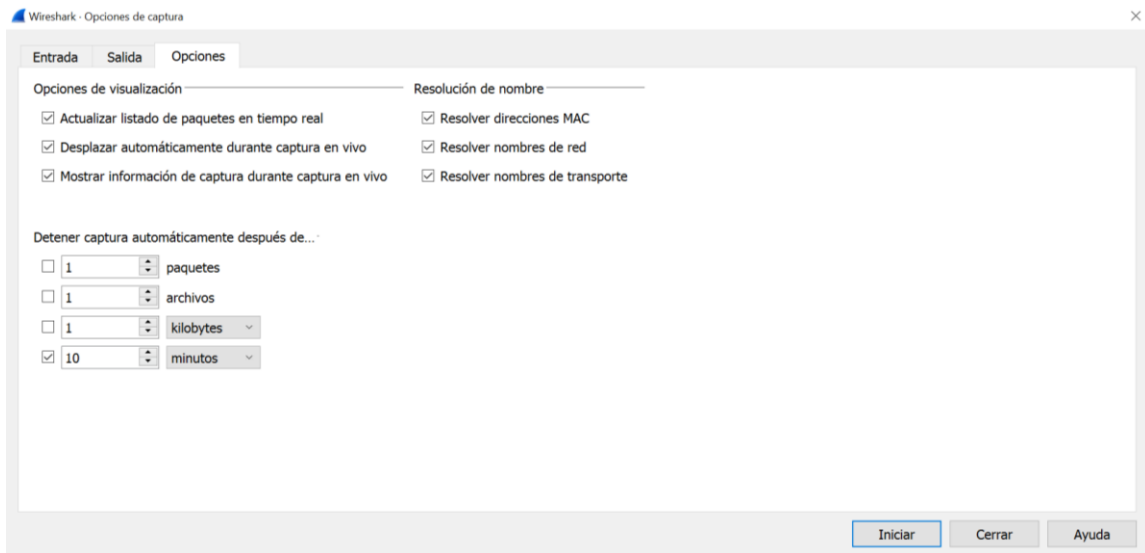 Wireshark · Opciones de captura
Entrada Salida Opciones
Opciones de visualización Resolución de nombre
Actualizar listado de paquetes en tiempo real Resolver direcciones MAC
Desplazar automáticamente durante captura en vivo Resolver nombres de red
Mostrar información de captura durante captura en vivo Resolver nombres de transporte
Detener captura automáticamente después de...
1 paquetes
1 archivos
1 kilobytes
10 minutos
Iniciar Cerrar Ayuda